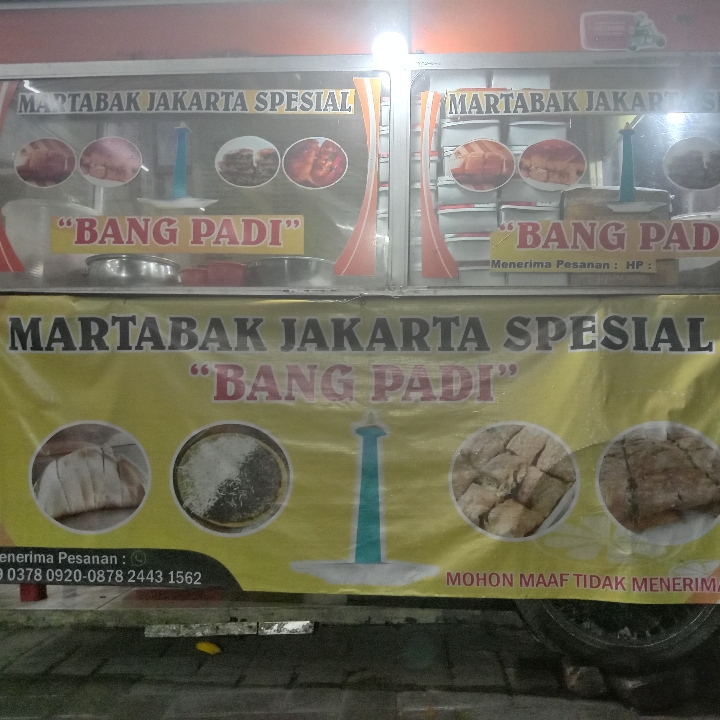 MARTABAK JAKARTA SPESIAL
"BANG PADI"
MARTABAK JAKARTA
"BANG PADI
Menerima Pesanan : HP :
MARTABAK JAKARTA SPESIAL
"BANG PADI"
enerima Pesanan :
0378 0920-0878 2443 1562
MOHON MAAF TIDAK MENERIMA